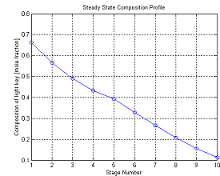 Steady State Composition Profile
0.8
0.7
0.6
0.5
0.4
0.3
0.2
0.1
Composition of light key [mole fraction]
1 2 3 4 5 6 7 8 9 10
Stage Number